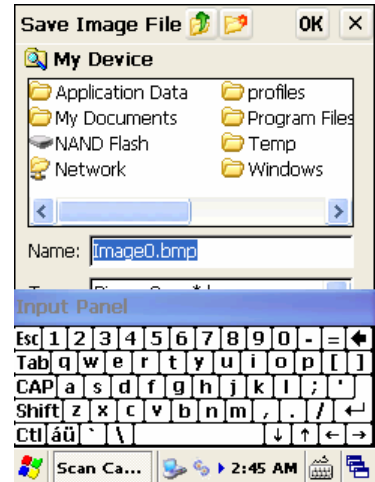 Save Image File OK ×
My Device
Application Data profiles
My Documents Program Files
NAND Flash Temp
Network Windows
Name: Image0.bmp
Input Panel
Esc 1 2 3 4 5 6 7 8 9 0 - =
Tab q w e r t y u i o p [ ]
CAP a s d f g h j k l ; '
Shift z x c v b n m , . /
Ctl áü ` \
Scan Ca... 2:45 AM